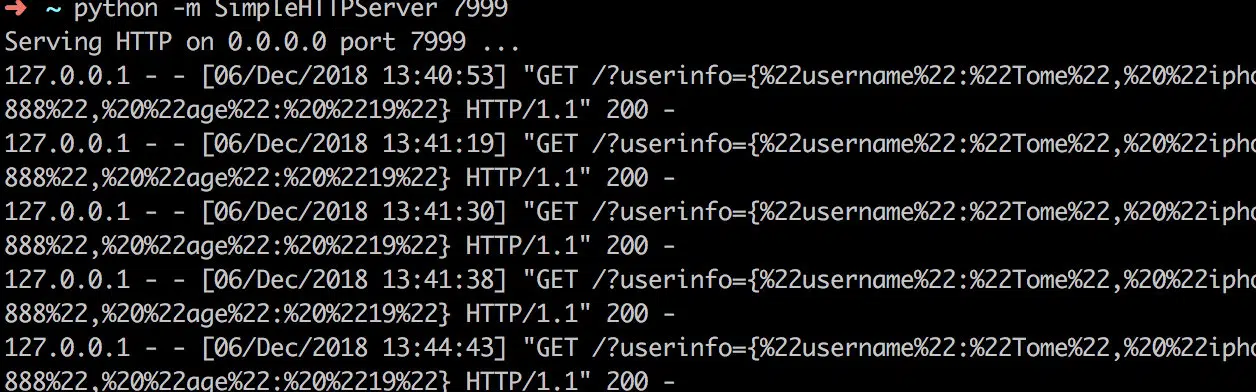 ➜ ~ python -m SimpleHTTPServer 7999
Serving HTTP on 0.0.0.0 port 7999 ...
127.0.0.1 - - [06/Dec/2018 13:40:53] "GET /?userinfo={%22username%22:%22Tome%22,%20%22ipho
888%22,%20%22age%22:%20%2219%22} HTTP/1.1" 200 -
127.0.0.1 - - [06/Dec/2018 13:41:19] "GET /?userinfo={%22username%22:%22Tome%22,%20%22ipho
888%22,%20%22age%22:%20%2219%22} HTTP/1.1" 200 -
127.0.0.1 - - [06/Dec/2018 13:41:30] "GET /?userinfo={%22username%22:%22Tome%22,%20%22ipho
888%22,%20%22age%22:%20%2219%22} HTTP/1.1" 200 -
127.0.0.1 - - [06/Dec/2018 13:41:38] "GET /?userinfo={%22username%22:%22Tome%22,%20%22ipho
888%22,%20%22age%22:%20%2219%22} HTTP/1.1" 200 -
127.0.0.1 - - [06/Dec/2018 13:44:43] "GET /?userinfo={%22username%22:%22Tome%22,%20%22ipho
888%22,%20%22age%22:%20%2219%22} HTTP/1.1" 200 -